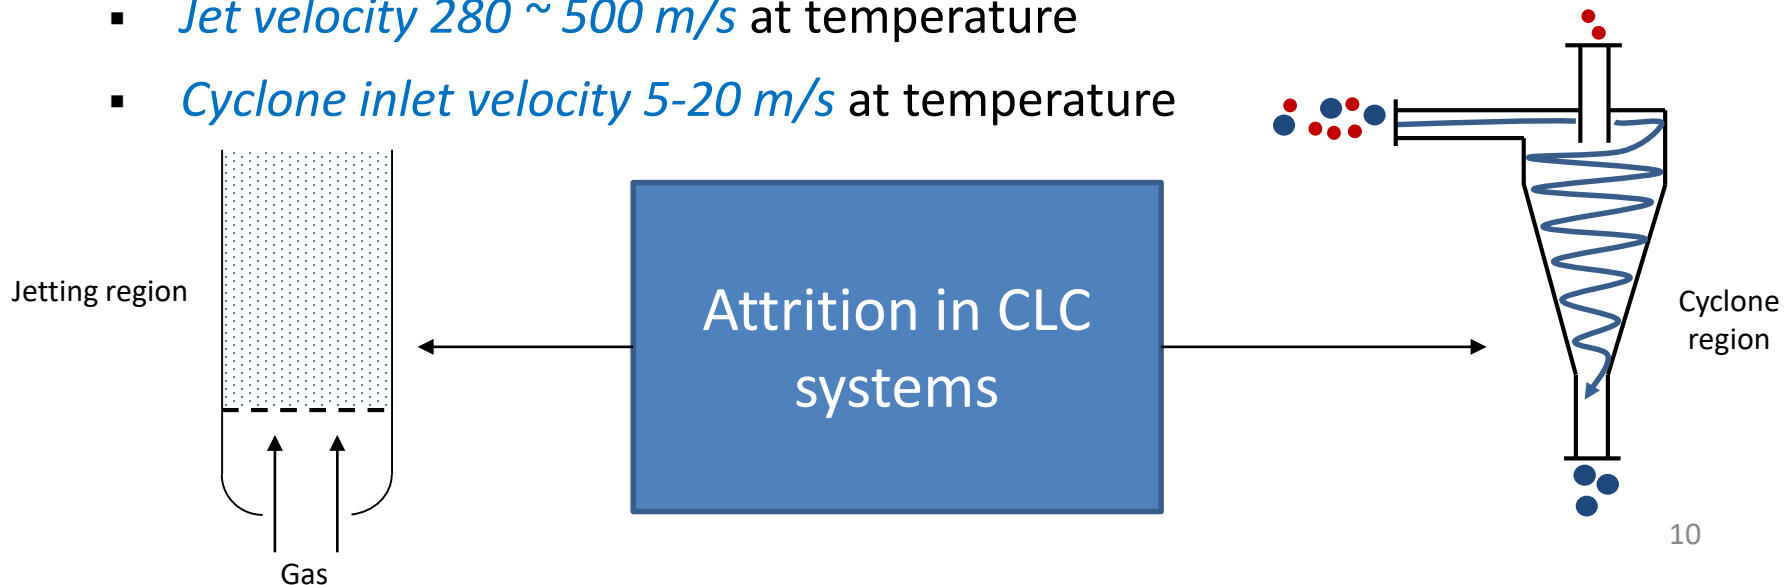 ▪ Jet velocity 280 ~ 500 m/s at temperature
▪ Cyclone inlet velocity 5-20 m/s at temperature
Jetting region
Attrition in CLC
systems
Cyclone
region
Gas
10